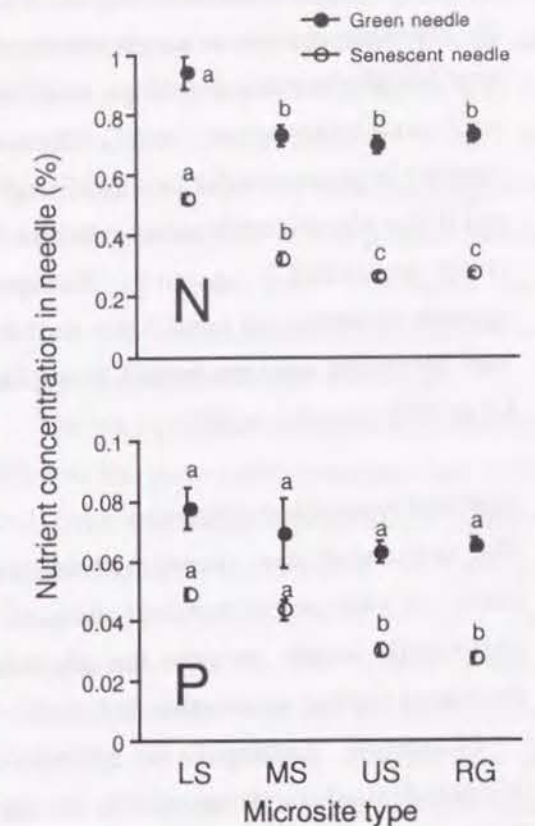 Green needle
Senescent needle
Nutrient concentration in needle (%)
1
0.8
0.6
0.4
0.2
0
a b b b
a b c c
N
0.1
0.08
0.06
0.04
0.02
0
a a a a
a a b b
P
LS MS US RG
Microsite type